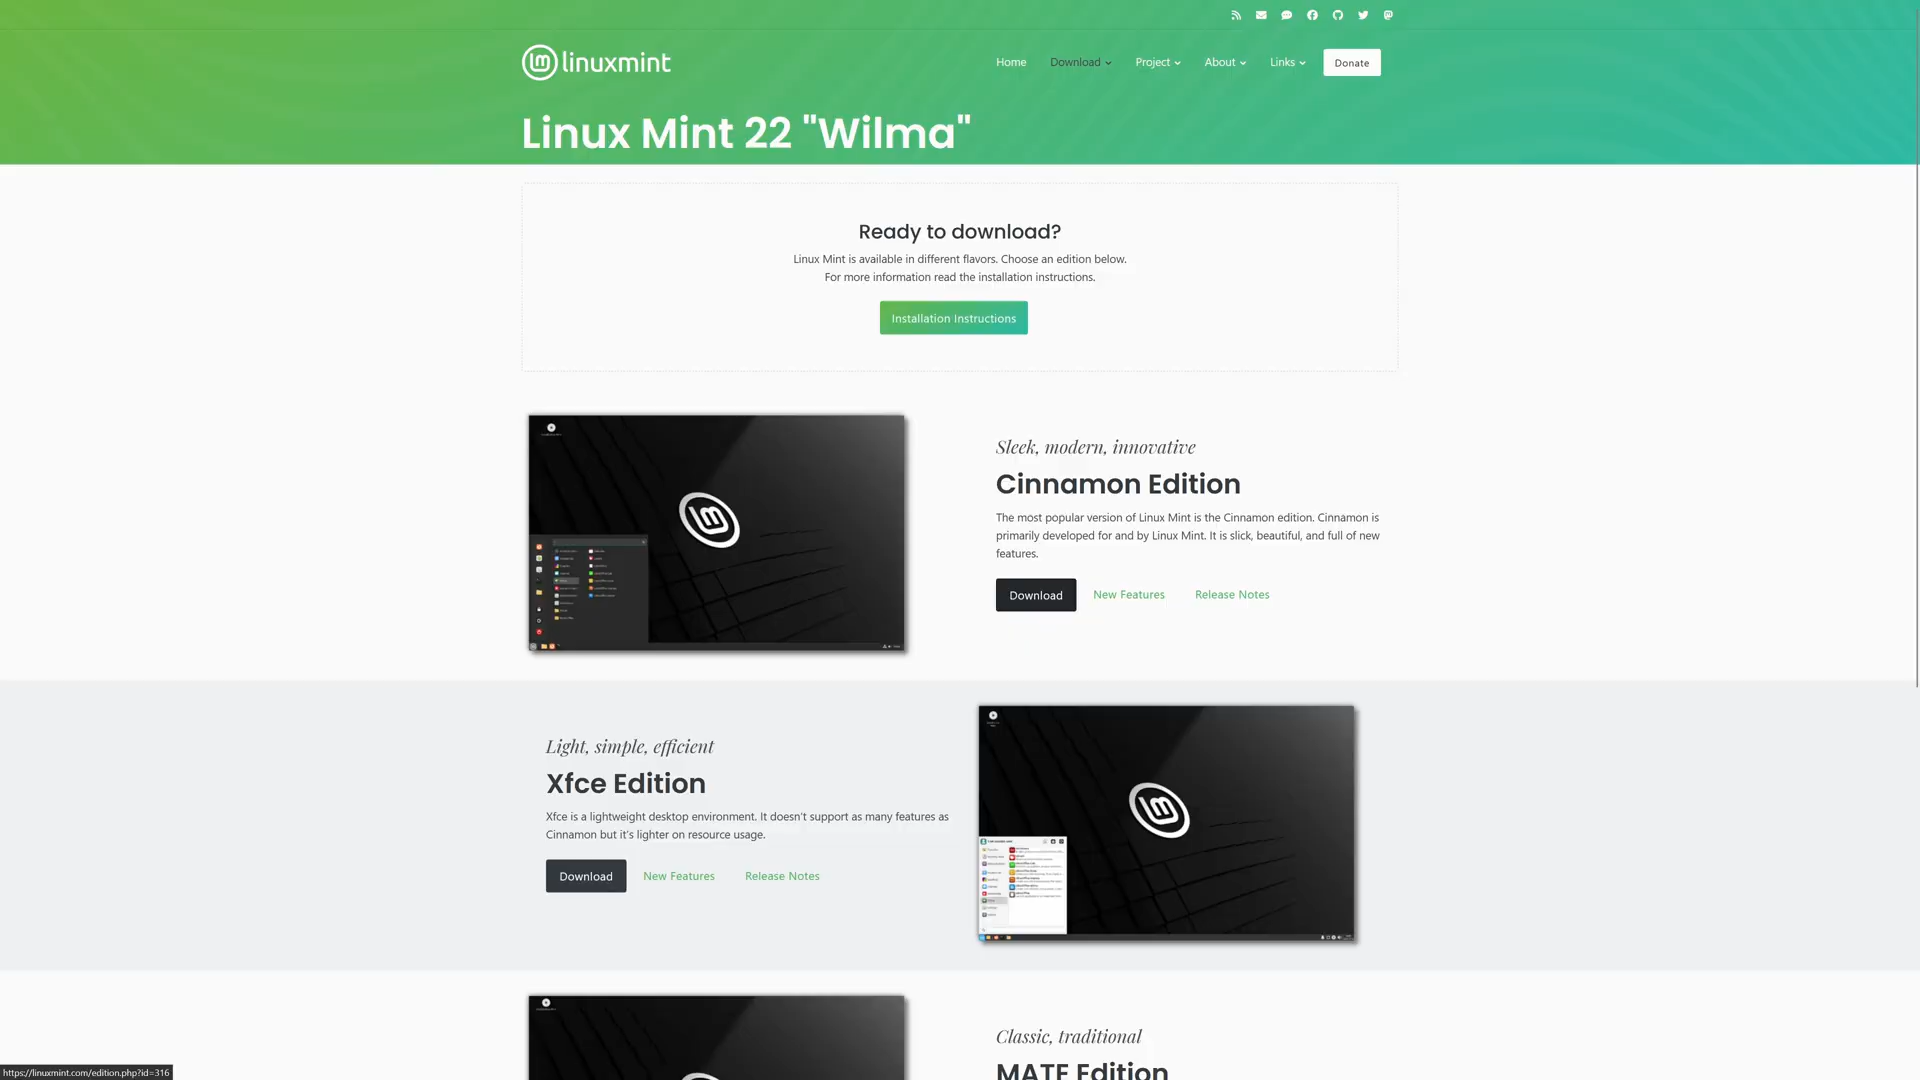 linuxmint
Home
Download
Project
About
Links
Donate
Linux Mint 22 "Wilma"
Ready to download?
Linux Mint is available in different flavors. Choose an edition below.
For more information read the installation instructions.
Installation Instructions
Sleek, modern, innovative
Cinnamon Edition
The most popular version of Linux Mint is the Cinnamon edition. Cinnamon is
primarily developed for and by Linux Mint. It is slick, beautiful, and full of new
features.
Download
New Features
Release Notes
Light, simple, efficient
Xfce Edition
Xfce is a lightweight desktop environment. It doesn't support as many features as
Cinnamon but it's lighter on resource usage.
Download
New Features
Release Notes
Classic, traditional
MATE Edition
https://linuxmint.com/edition.php?id=316